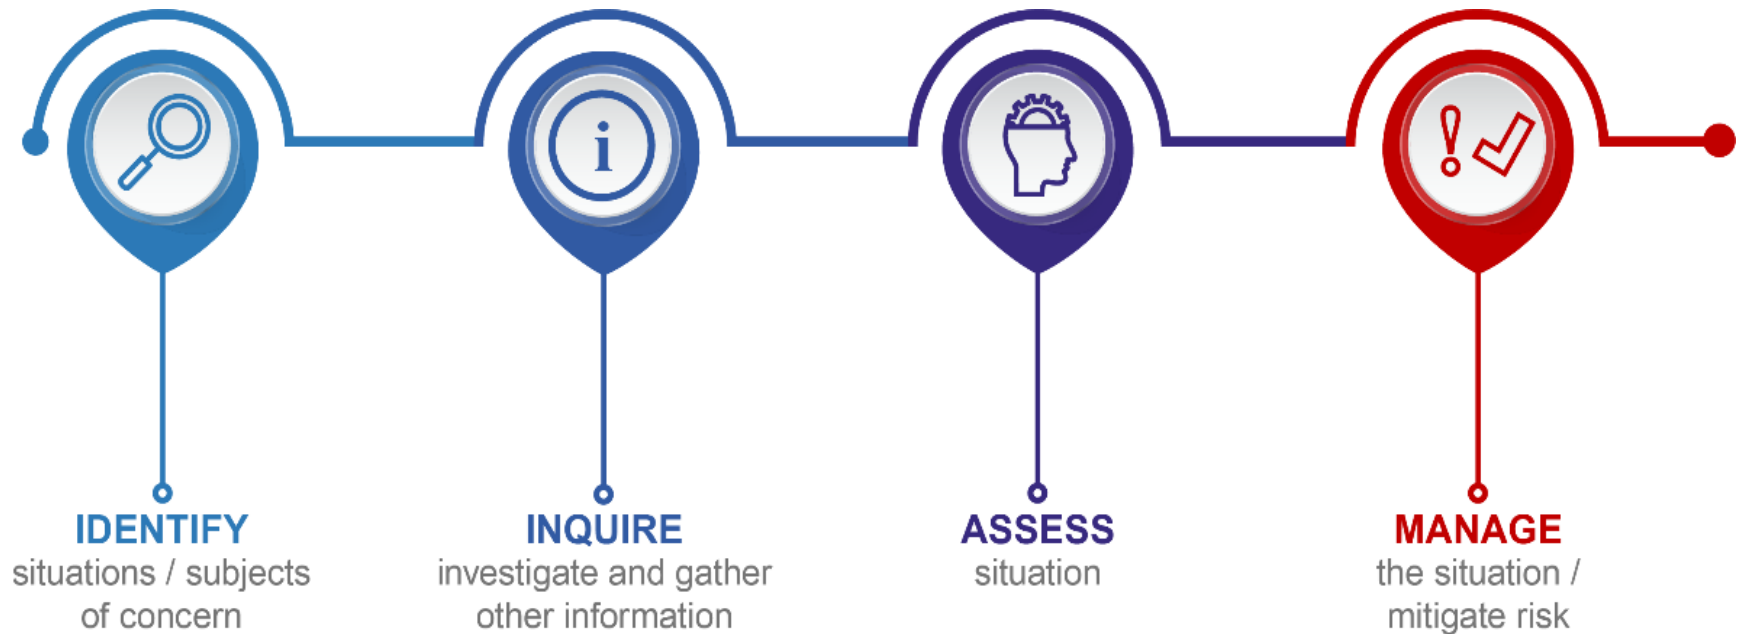 i
IDENTIFY
situations / subjects
of concern
INQUIRE
investigate and gather
other information
ASSESS
situation
MANAGE
the situation /
mitigate risk